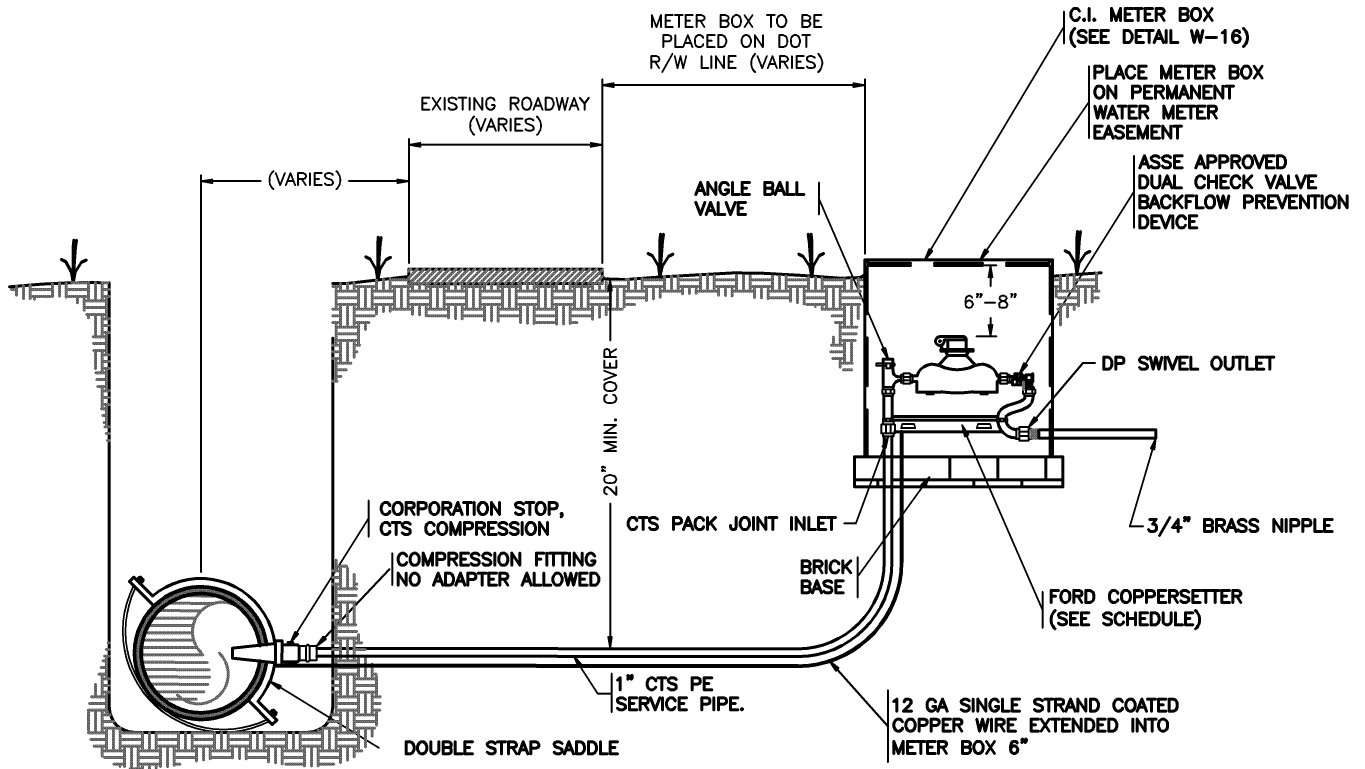 METER BOX TO BE
PLACED ON DOT
R/W LINE (VARIES)
C.I. METER BOX
(SEE DETAIL W-16)
PLACE METER BOX
ON PERMANENT
WATER METER
EASEMENT
EXISTING ROADWAY
(VARIES)
ASSE APPROVED
DUAL CHECK VALVE
BACKFLOW PREVENTION
DEVICE
(VARIES)
ANGLE BALL
VALVE
6"-8"
DP SWIVEL OUTLET
20" MIN. COVER
CORPORATION STOP,
CTS COMPRESSION
CTS PACK JOINT INLET
3/4" BRASS NIPPLE
COMPRESSION FITTING
NO ADAPTER ALLOWED
BRICK
BASE
FORD COPPERSETTER
(SEE SCHEDULE)
1" CTS PE
SERVICE PIPE.
12 GA SINGLE STRAND COATED
COPPER WIRE EXTENDED INTO
METER BOX 6"
DOUBLE STRAP SADDLE